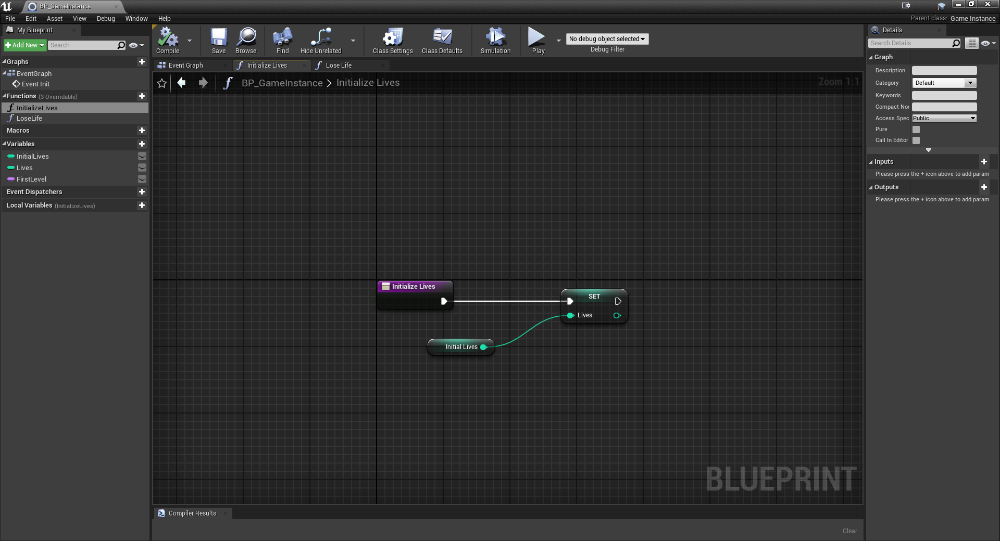 BP_GameInstance
File Edit Asset View Debug Window Help
Parent class: Game Instance
My Blueprint
Add New
Search
Graphs
EventGraph
Event Init
Functions (3 Overridable)
InitializeLives
LoseLife
Macros
Variables
InitialLives
Lives
FirstLevel
Event Dispatchers
Local Variables (InitializeLives)
Compile
Save
Browse
Find
Hide Unrelated
Class Settings
Class Defaults
Simulation
Play
No debug object selected
Debug Filter
Event Graph
Initialize Lives
Lose Life
BP_GameInstance > Initialize Lives
Zoom 1:1
Initialize Lives
SET
Lives
Initial Lives
BLUEPRINT
Compiler Results
Clear
Details
Search Details
Graph
Description
Category Default
Keywords
Compact No
Access Spec Public
Pure
Call In Editor
Inputs
Please press the + icon above to add param
Outputs
Please press the + icon above to add param